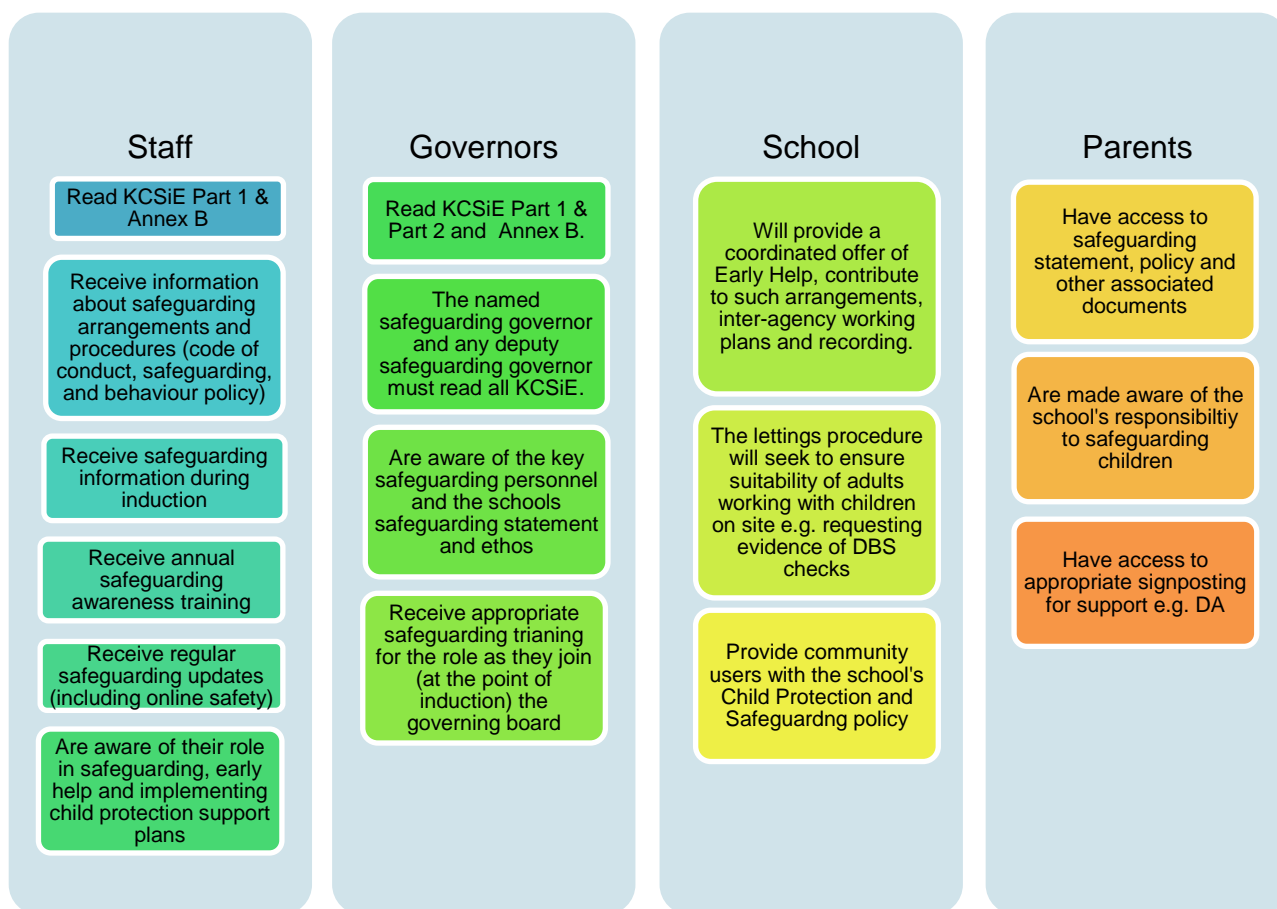 Staff
Read KCSiE Part 1 &
Annex B
Receive information
about safeguarding
arrangements and
procedures (code of
conduct, safeguarding,
and behaviour policy)
Receive safeguarding
information during
induction
Receive annual
safeguarding
awareness training
Receive regular
safeguarding updates
(including online safety)
Are aware of their role
in safeguarding, early
help and implementing
child protection support
plans
Governors
Read KCSiE Part 1 &
Part 2 and Annex B.
The named
safeguarding governor
and any deputy
safeguarding governor
must read all KCSiE.
Are aware of the key
safeguarding personnel
and the schools
safeguarding statement
and ethos
Receive appropriate
safeguarding trianing
for the role as they join
(at the point of
induction) the
governing board
School
Will provide a
coordinated offer of
Early Help, contribute
to such arrangements,
inter-agency working
plans and recording.
The lettings procedure
will seek to ensure
suitability of adults
working with children
on site e.g. requesting
evidence of DBS
checks
Provide community
users with the school's
Child Protection and
Safeguardng policy
Parents
Have access to
safeguarding
statement, policy and
other associated
documents
Are made aware of the
school's responsibiltiy
to safeguarding
children
Have access to
appropriate signposting
for support e.g. DA